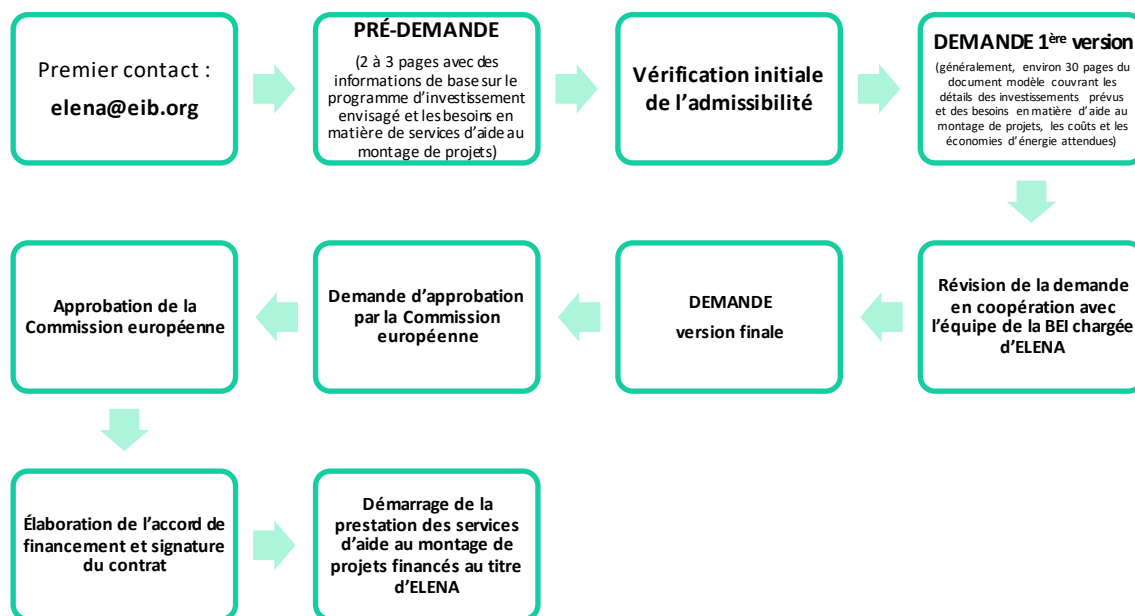 Premier contact :
elena@eib.org
PRÉ-DEMANDE
(2 à 3 pages avec des
informations de base sur le
programme d'investissement
envisagé et les besoins en
matière de services d'aide au
montage de projets)
Vérification initiale
de l'admissibilité
DEMANDE 1ère version
(généralement, environ 30 pages du
document modèle couvrant les
détails des investissements prévus
et des besoins en matière d'aide au
montage de projets, les coûts et les
économies d'énergie attendues)
Révision de la demande
en coopération avec
l'équipe de la BEI chargée
d'ELENA
DEMANDE
version finale
Demande d'approbation
par la Commission
européenne
Approbation de la
Commission européenne
Élaboration de l'accord de
financement et signature
du contrat
Démarrage de la
prestation des services
d'aide au montage de
projets financés au titre
d'ELENA